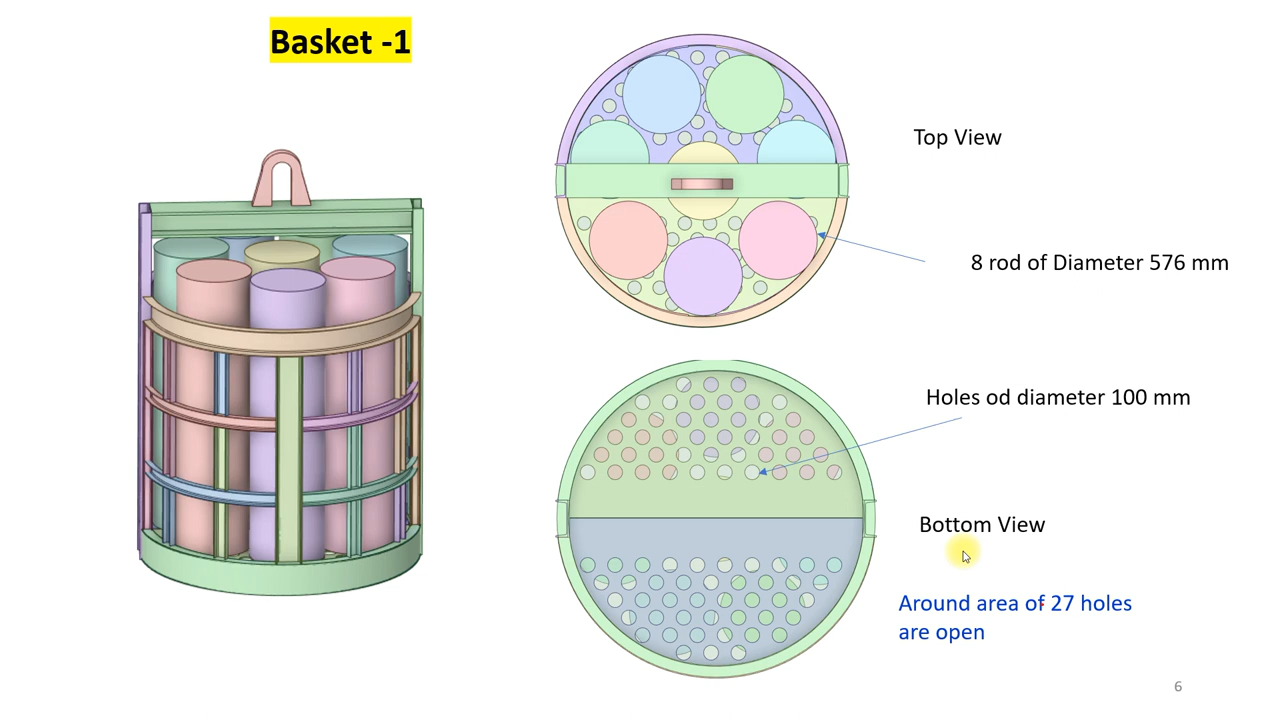 Basket -1
Top View
8 rod of Diameter 576 mm
Holes od diameter 100 mm
Bottom View
Around area of 27 holes
are open
6